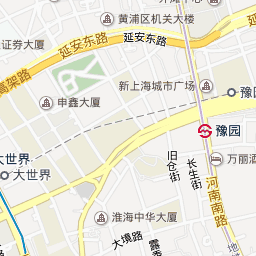 黄浦区机关大楼
延安东路
延安东路
证券大厦
高架路
新上海城市广场
申鑫大厦
豫园
豫园
大世界
大世界
万丽酒
旧仓街
长生街
河南南路
淮海中华大厦
大境路
露香
地